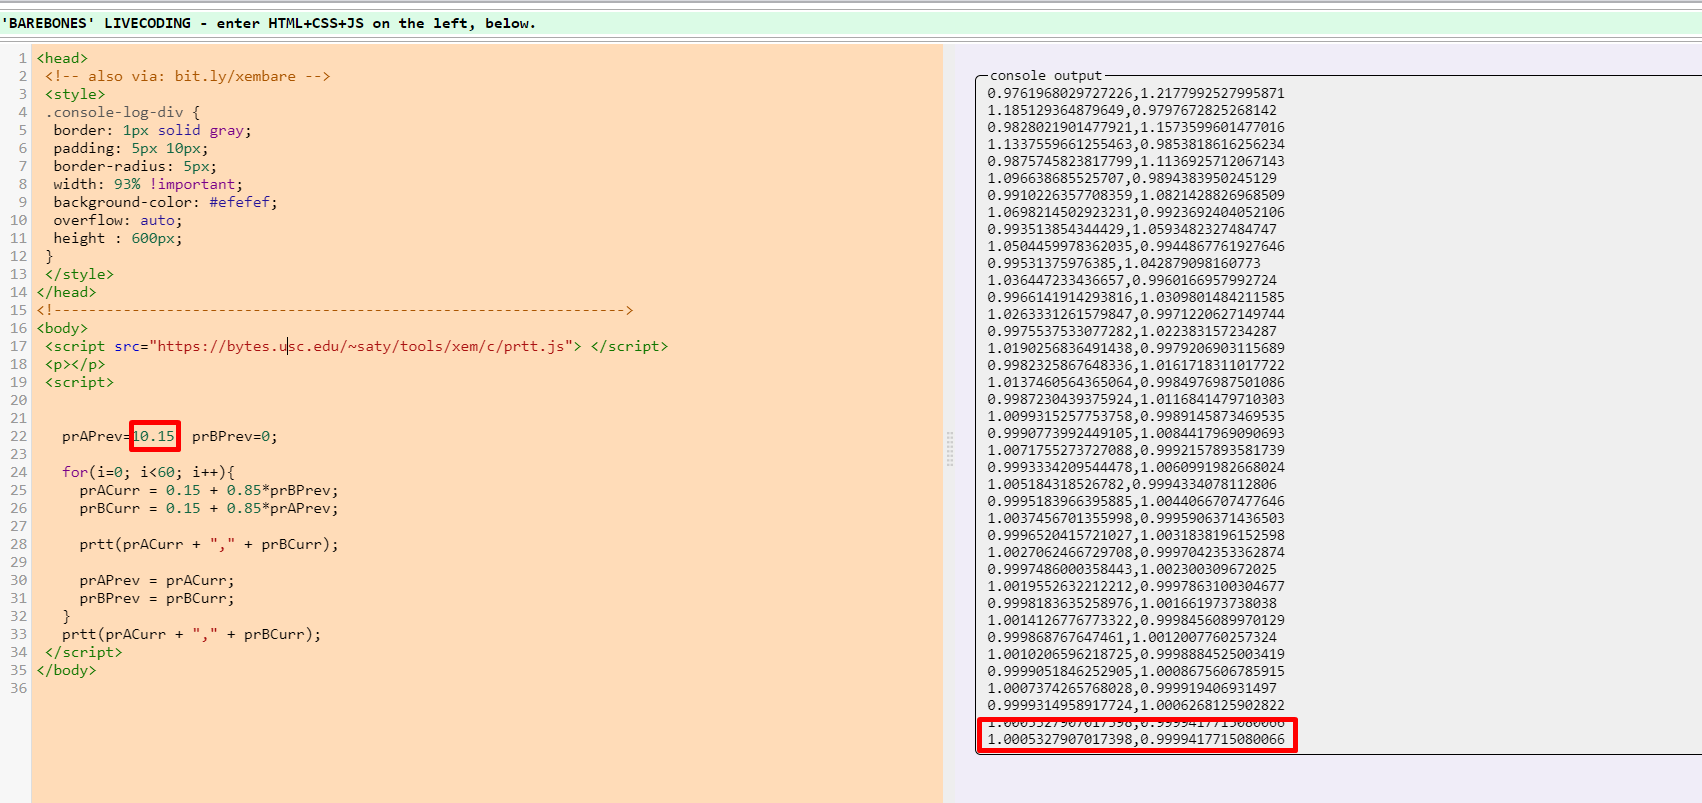 'BAREBONES' LIVECODING - enter HTML+CSS+JS on the left, below.
1 <head>
2 <!-- also via: bit.ly/xembare -->
3 <style>
4 .console-log-div {
5 border: 1px solid gray;
6 padding: 5px 10px;
7 border-radius: 5px;
8 width: 93% !important;
9 background-color: #efefef;
10 overflow: auto;
11 height : 600px;
12 }
13 </style>
14 </head>
15 <!------------------------------------------------------------------>
16 <body>
17 <script src="https://bytes.usc.edu/~saty/tools/xem/c/prtt.js"> </script>
18 <p></p>
19 <script>
20
21
22 prAPrev=10.15 prBPrev=0;
23
24 for(i=0; i<60; i++){
25 prACurr = 0.15 + 0.85*prBPrev;
26 prBCurr = 0.15 + 0.85*prAPrev;
27
28 prtt(prACurr + "," + prBCurr);
29
30 prAPrev = prACurr;
31 prBPrev = prBCurr;
32 }
33 prtt(prACurr + "," + prBCurr);
34 </script>
35 </body>
36
console output
0.9761968029727226,1.2177992527995871
1.185129364879649,0.9797672825268142
0.9828021901477921,1.1573599601477016
1.1337559661255463,0.9853818616256234
0.9875745823817799,1.1136925712067143
1.096638685525707,0.9894383950245129
0.9910226357708359,1.0821428826968509
1.0698214502923231,0.9923692404052106
0.993513854344429,1.0593482327484747
1.0504459978362035,0.9944867761927646
0.99531375976385,1.042879098160773
1.036447233436657,0.9960166957992724
0.9966141914293816,1.0309801484211585
1.0263331261579847,0.9971220627149744
0.9975537533077282,1.022383157234287
1.0190256836491438,0.9979206903115689
0.9982325867648336,1.0161718311017722
1.0137460564365064,0.9984976987501086
0.9987230439375924,1.0116841479710303
1.0099315257753758,0.9989145873469535
0.9990773992449105,1.0084417969090693
1.0071755273727088,0.9992157893581739
0.9993334209544478,1.0060991982668024
1.005184318526782,0.9994334078112806
0.9995183966395885,1.0044066707477646
1.0037456701355998,0.9995906371436503
0.9996520415721027,1.0031838196152598
1.0027062466729708,0.9997042353362874
0.9997486000358443,1.002300309672025
1.0019552632212212,0.9997863100304677
0.9998183635258976,1.001661973738038
1.0014126776773322,0.9998456089970129
0.999868767647461,1.0012007760257324
1.0010206596218725,0.9998884525003419
0.9999051846252905,1.0008675606785915
1.0007374265768028,0.999919406931497
0.9999314958917724,1.0006268125902822
1.0005327907017398,0.9999417715080066
1.0005327907017398,0.9999417715080066